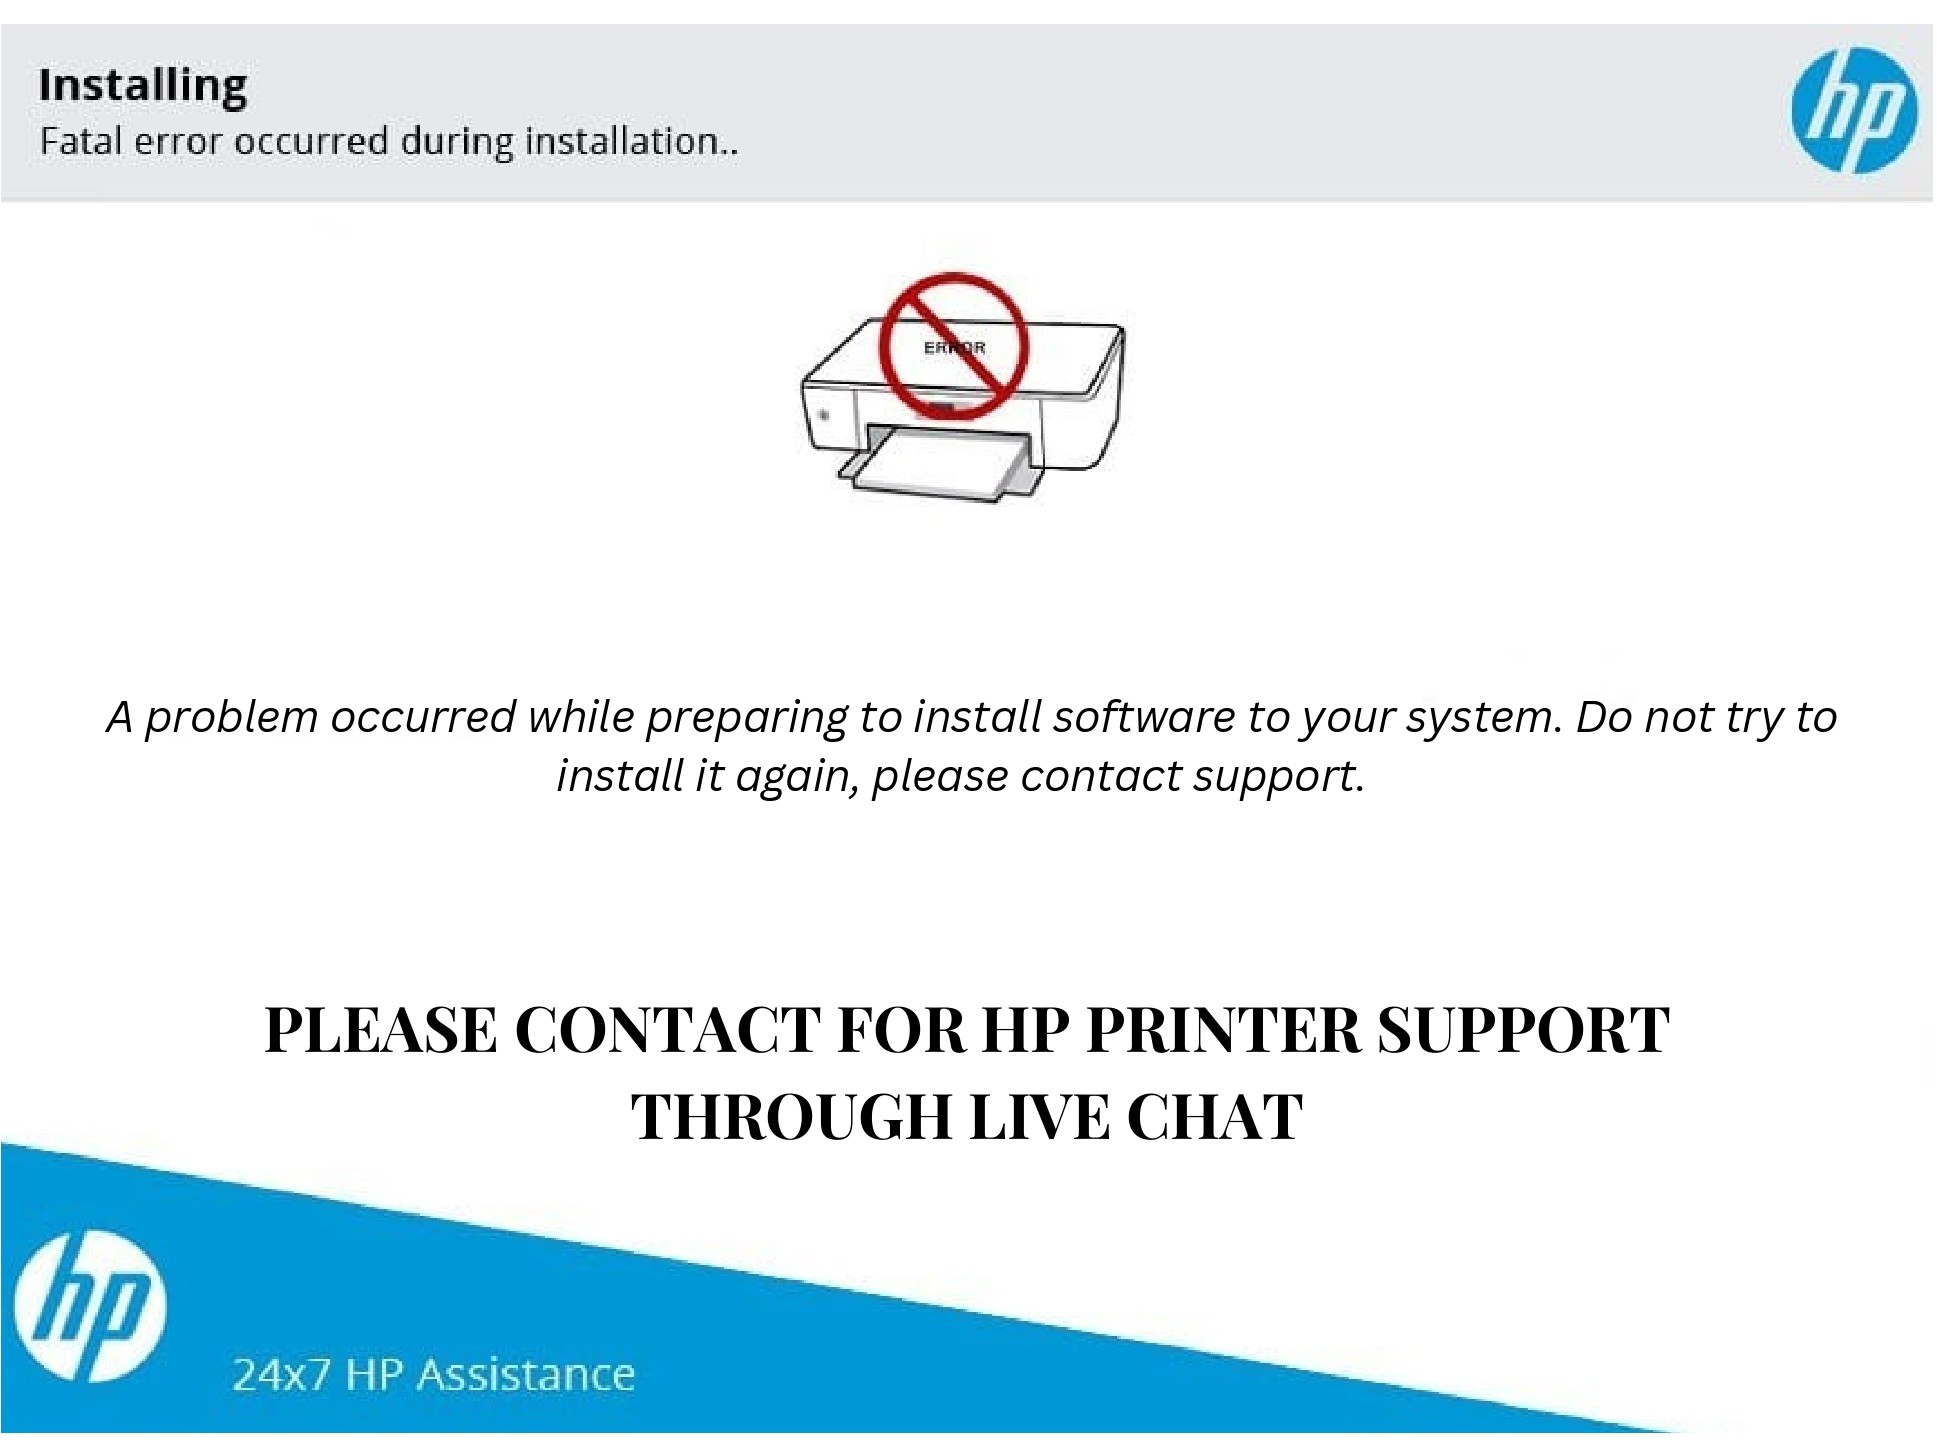 Installing
Fatal error occurred during installation..
hp
ERROR
A problem occurred while preparing to install software to your system. Do not try to
install it again, please contact support.
PLEASE CONTACT FOR HP PRINTER SUPPORT
THROUGH LIVE CHAT
hp
24x7 HP Assistance